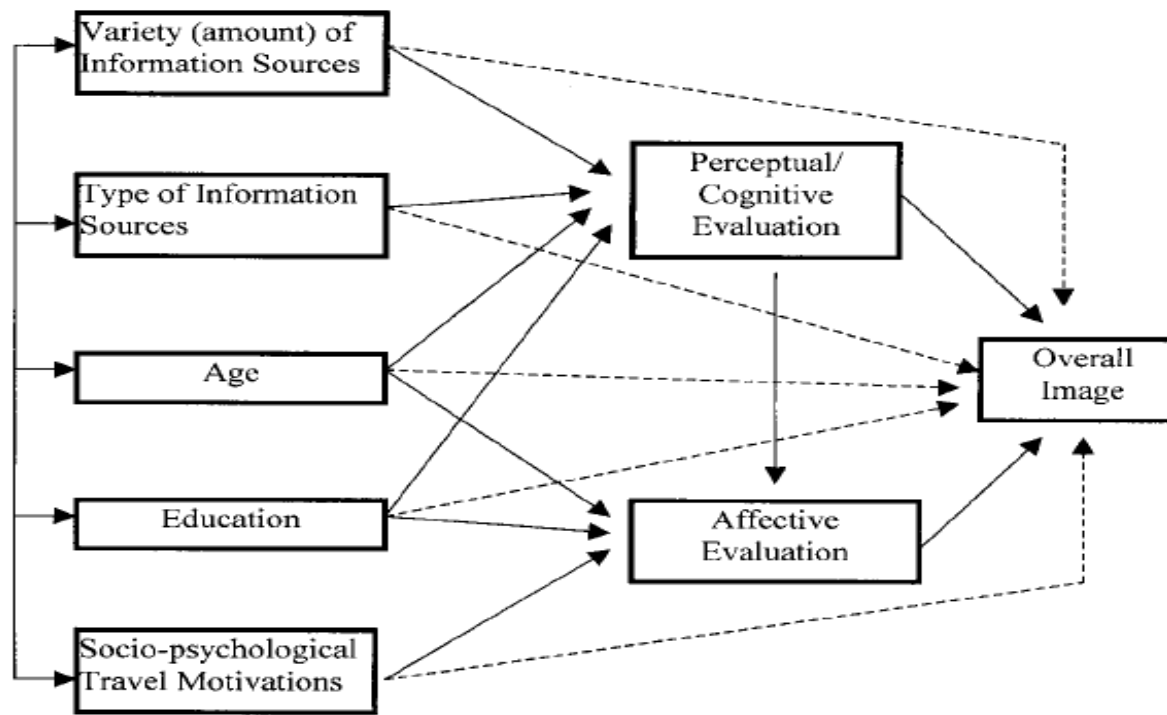 Variety (amount) of
Information Sources
Type of Information
Sources
Age
Education
Socio-psychological
Travel Motivations
Perceptual/
Cognitive
Evaluation
Affective
Evaluation
Overall
Image